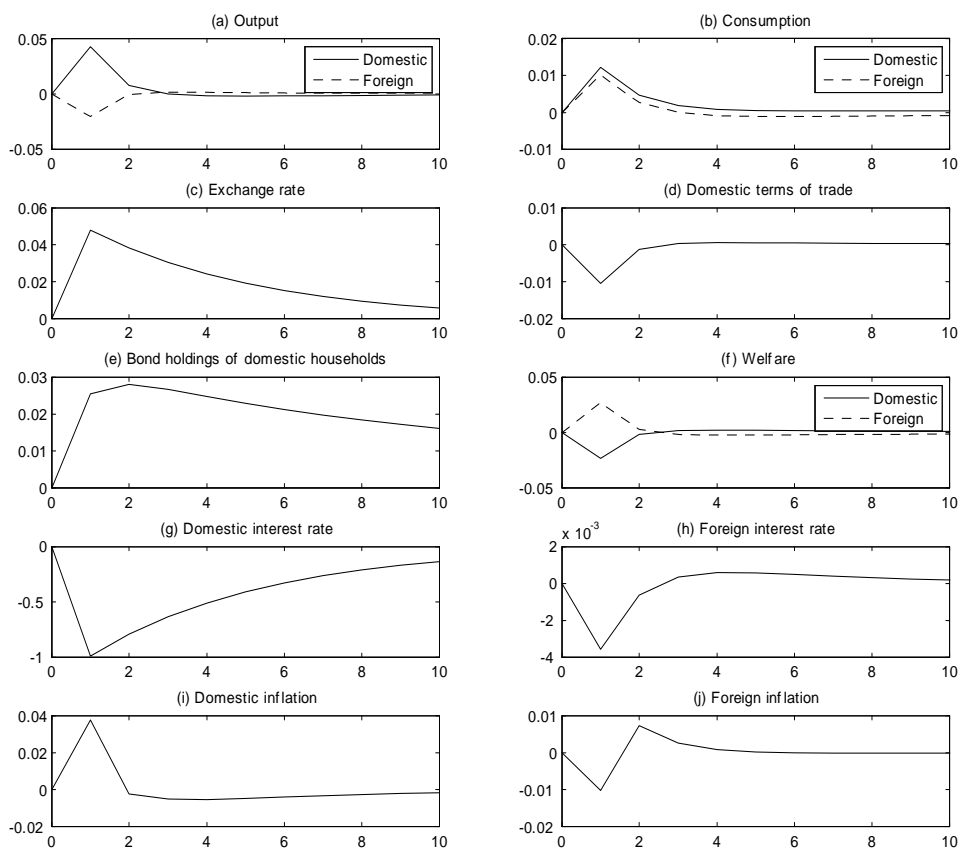 (a) Output
0.05
0
-0.05
Domestic
Foreign
0 2 4 6 8 10
(b) Consumption
0.02
0.01
0
-0.01
Domestic
Foreign
0 2 4 6 8 10
(c) Exchange rate
0.06
0.04
0.02
0
0 2 4 6 8 10
(d) Domestic terms of trade
0.01
0
-0.01
-0.02
0 2 4 6 8 10
(e) Bond holdings of domestic households
0.03
0.02
0.01
0
0 2 4 6 8 10
(f) Welfare
0.05
0
-0.05
Domestic
Foreign
0 2 4 6 8 10
(g) Domestic interest rate
0
-0.5
-1
0 2 4 6 8 10
(h) Foreign interest rate
x 10⁻³
2
0
-2
-4
0 2 4 6 8 10
(i) Domestic inflation
0.04
0.02
0
-0.02
0 2 4 6 8 10
(j) Foreign inflation
0.01
0
-0.01
-0.02
0 2 4 6 8 10